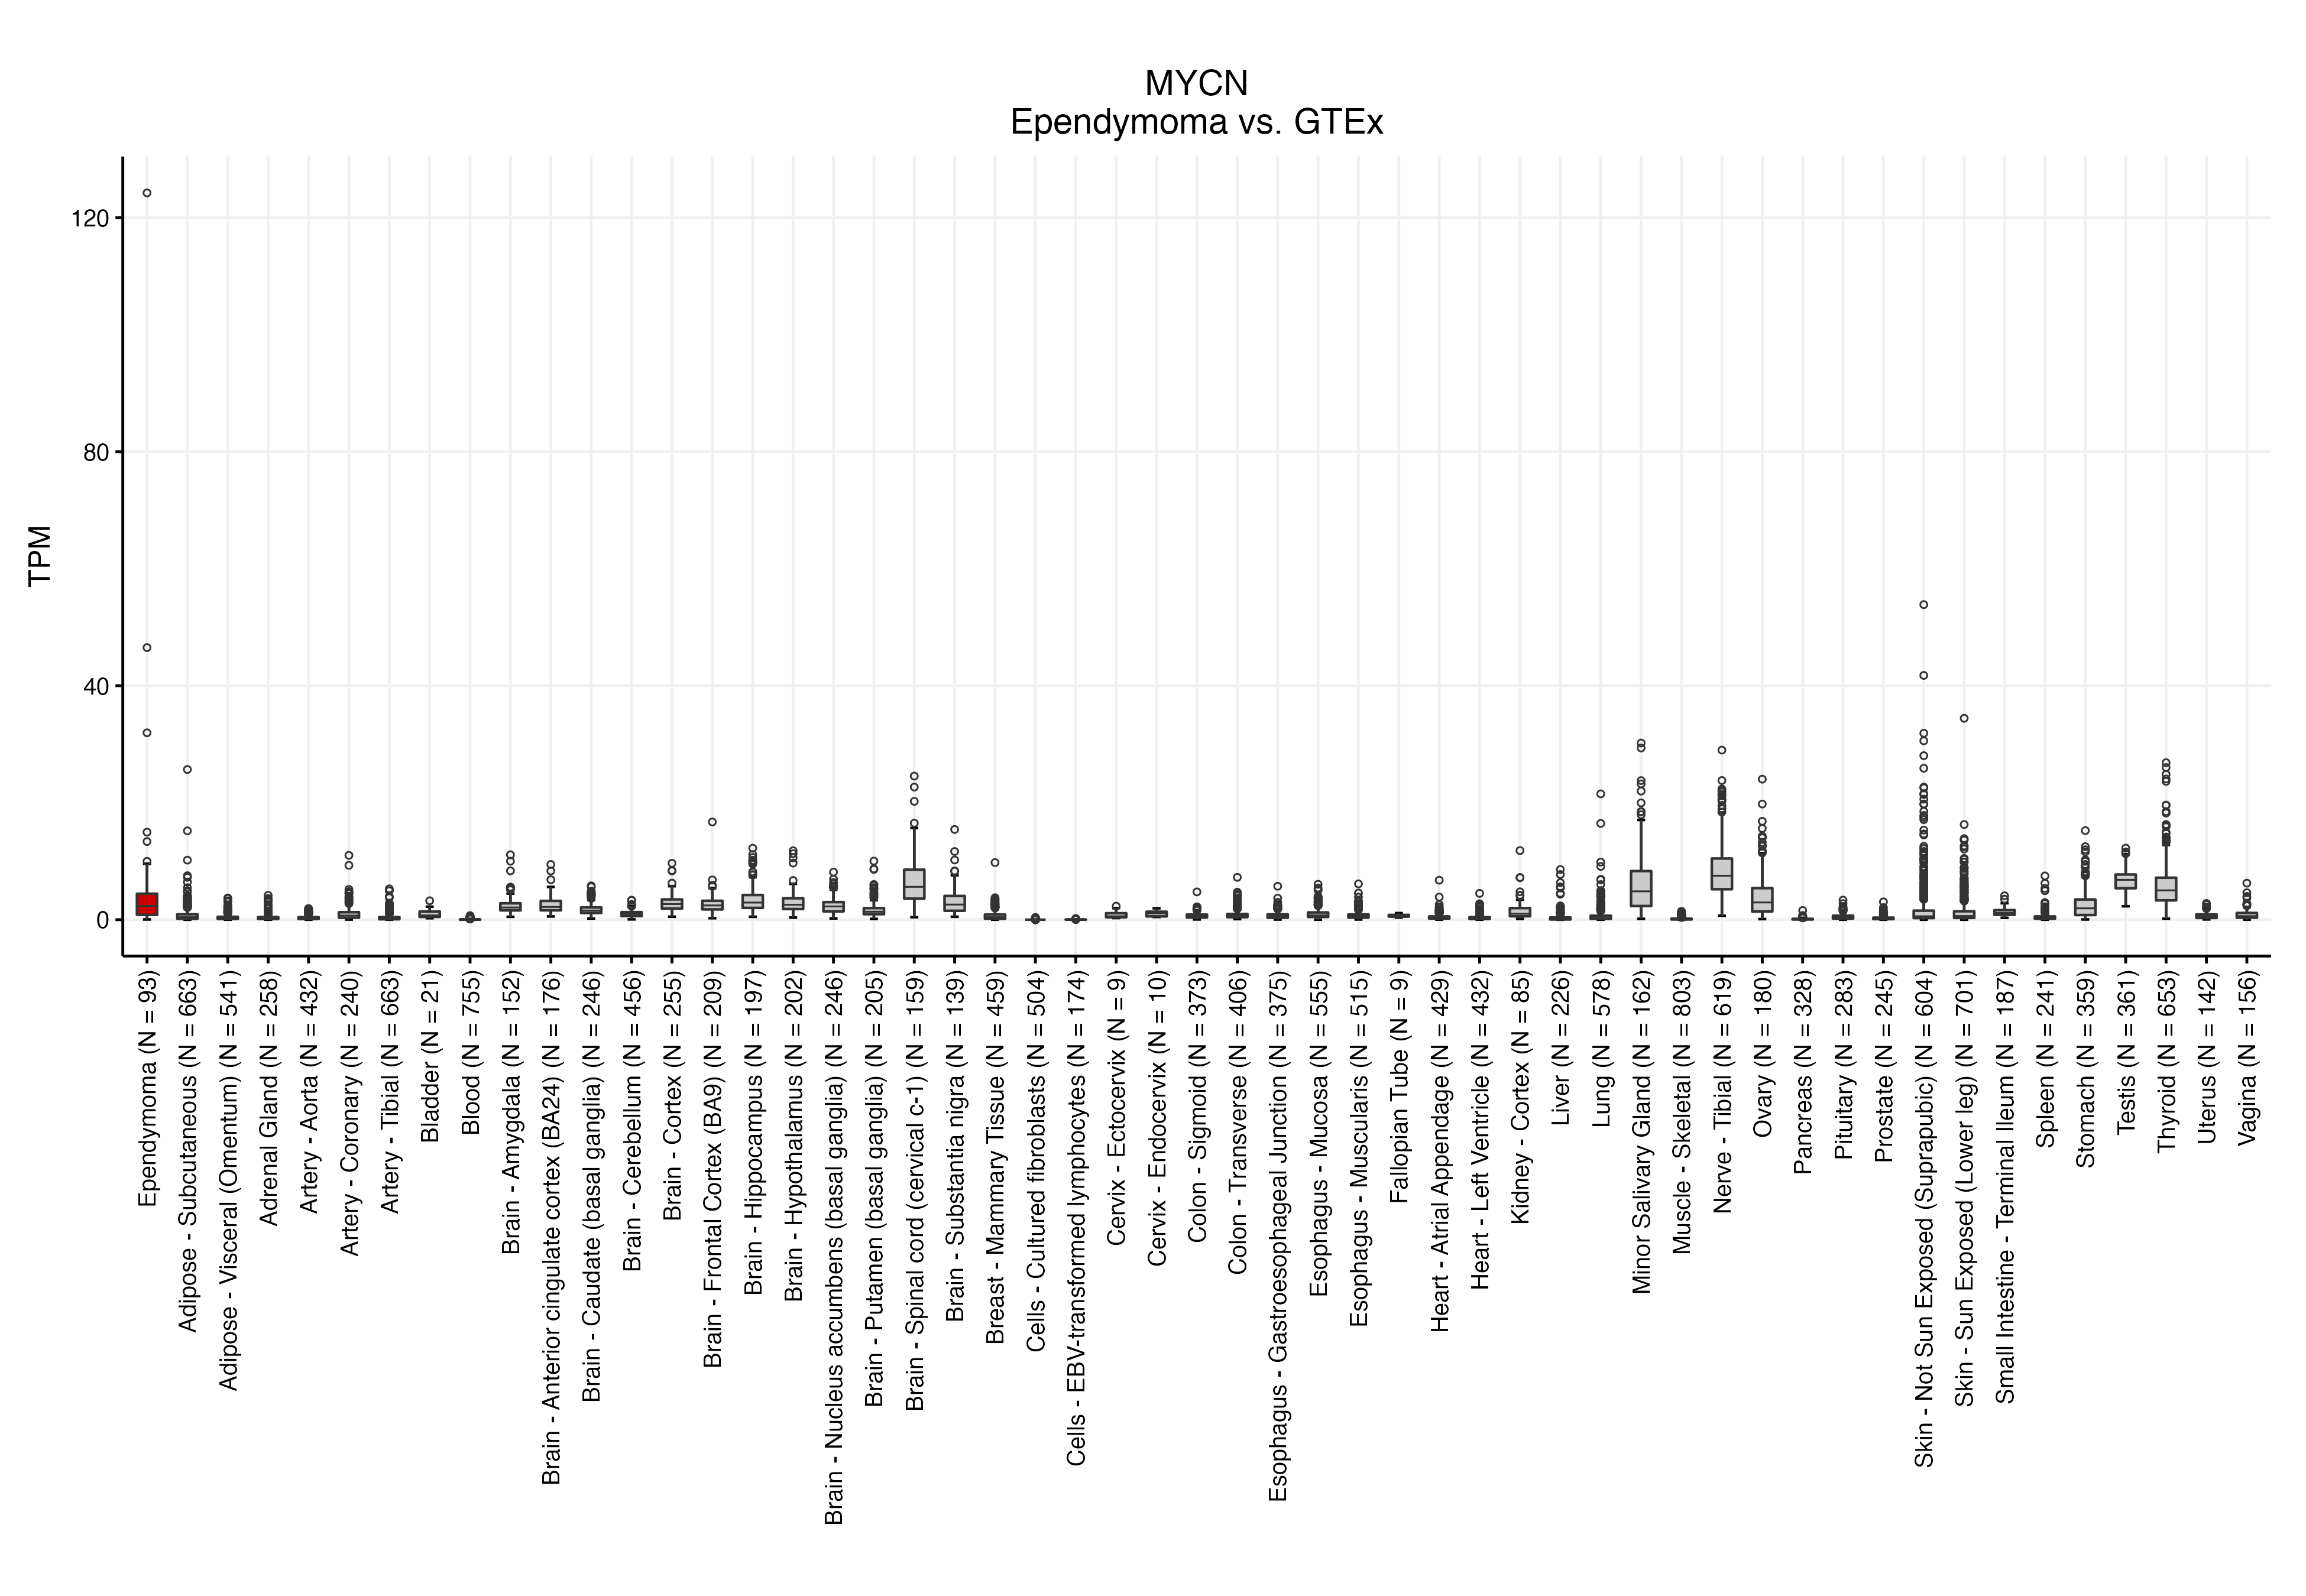 MYCN
Ependymoma vs. GTEx
TPM
120
80
40
0
Ependymoma (N = 93)
Adipose - Subcutaneous (N = 663)
Adipose - Visceral (Omentum) (N = 541)
Adrenal Gland (N = 258)
Artery - Aorta (N = 432)
Artery - Coronary (N = 240)
Artery - Tibial (N = 663)
Bladder (N = 21)
Blood (N = 755)
Brain - Amygdala (N = 152)
Brain - Anterior cingulate cortex (BA24) (N = 176)
Brain - Caudate (basal ganglia) (N = 246)
Brain - Cerebellum (N = 456)
Brain - Cortex (N = 255)
Brain - Frontal Cortex (BA9) (N = 209)
Brain - Hippocampus (N = 197)
Brain - Hypothalamus (N = 202)
Brain - Nucleus accumbens (basal ganglia) (N = 246)
Brain - Putamen (basal ganglia) (N = 205)
Brain - Spinal cord (cervical c-1) (N = 159)
Brain - Substantia nigra (N = 139)
Breast - Mammary Tissue (N = 459)
Cells - Cultured fibroblasts (N = 504)
Cells - EBV-transformed lymphocytes (N = 174)
Cervix - Ectocervix (N = 9)
Cervix - Endocervix (N = 10)
Colon - Sigmoid (N = 373)
Colon - Transverse (N = 406)
Esophagus - Gastroesophageal Junction (N = 375)
Esophagus - Mucosa (N = 555)
Esophagus - Muscularis (N = 515)
Fallopian Tube (N = 9)
Heart - Atrial Appendage (N = 429)
Heart - Left Ventricle (N = 432)
Kidney - Cortex (N = 85)
Liver (N = 226)
Lung (N = 578)
Minor Salivary Gland (N = 162)
Muscle - Skeletal (N = 803)
Nerve - Tibial (N = 619)
Ovary (N = 180)
Pancreas (N = 328)
Pituitary (N = 283)
Prostate (N = 245)
Skin - Not Sun Exposed (Suprapubic) (N = 604)
Skin - Sun Exposed (Lower leg) (N = 701)
Small Intestine - Terminal Ileum (N = 187)
Spleen (N = 241)
Stomach (N = 359)
Testis (N = 361)
Thyroid (N = 653)
Uterus (N = 142)
Vagina (N = 156)